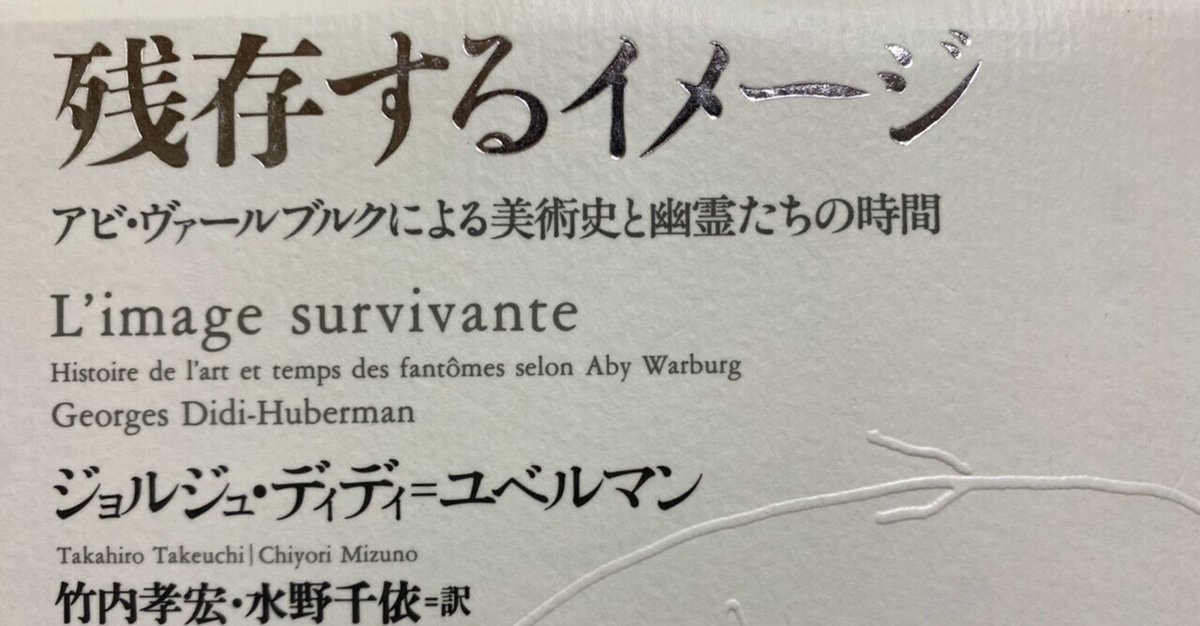 残存するイメージ
アビ・ヴァールブルクによる美術史と幽霊たちの時間
L'image survivante
Histoire de l'art et temps des fantômes selon Aby Warburg
Georges Didi-Huberman
ジョルジュ・ディディ=ユベルマン
Takahiro Takeuchi|Chiyori Mizuno
竹内孝宏・水野千依=訳